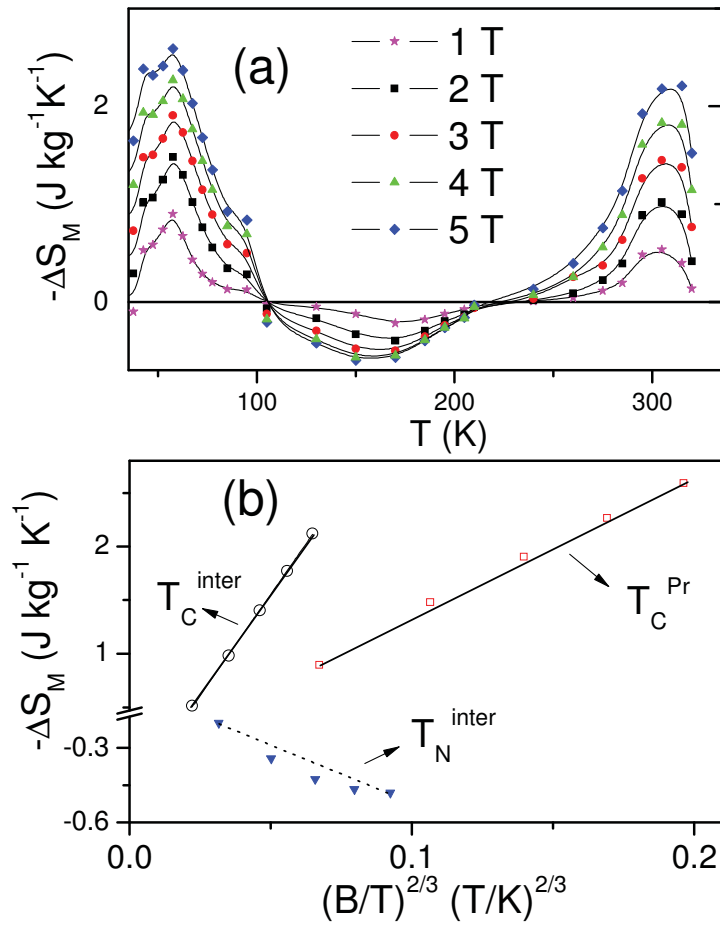 (a)
1 T
2 T
3 T
4 T
5 T
2
0
-ΔS_M (J kg⁻¹K⁻¹)
100 200 300
T (K)
(b)
T_C^inter
T_C^Pr
T_N^inter
2
1
-0.3
-0.6
-ΔS_M (J kg⁻¹ K⁻¹)
0.0 0.1 0.2
(B/T)^2/3 (T/K)^2/3